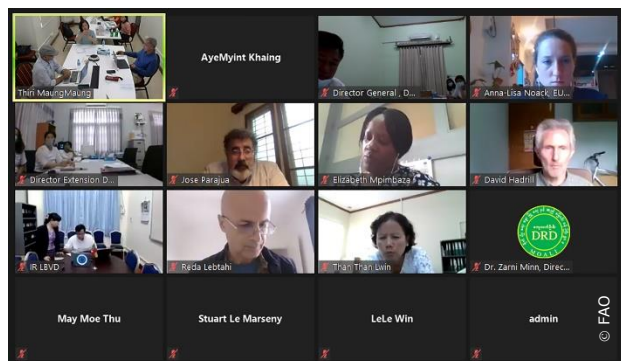 Thiri MaungMaung
AyeMyint Khaing
Director General , D...
Anna-Lisa Noack, EU...
Director Extension D...
Jose Parajua
Elizabeth Mpimbaza
David Hadrill
IR LBVD
Reda Lebtahi
Than Than Lwin
DRD
MOALI
Dr. Zarni Minn, Direc...
May Moe Thu
Stuart Le Marseny
LeLe Win
admin
© FAO